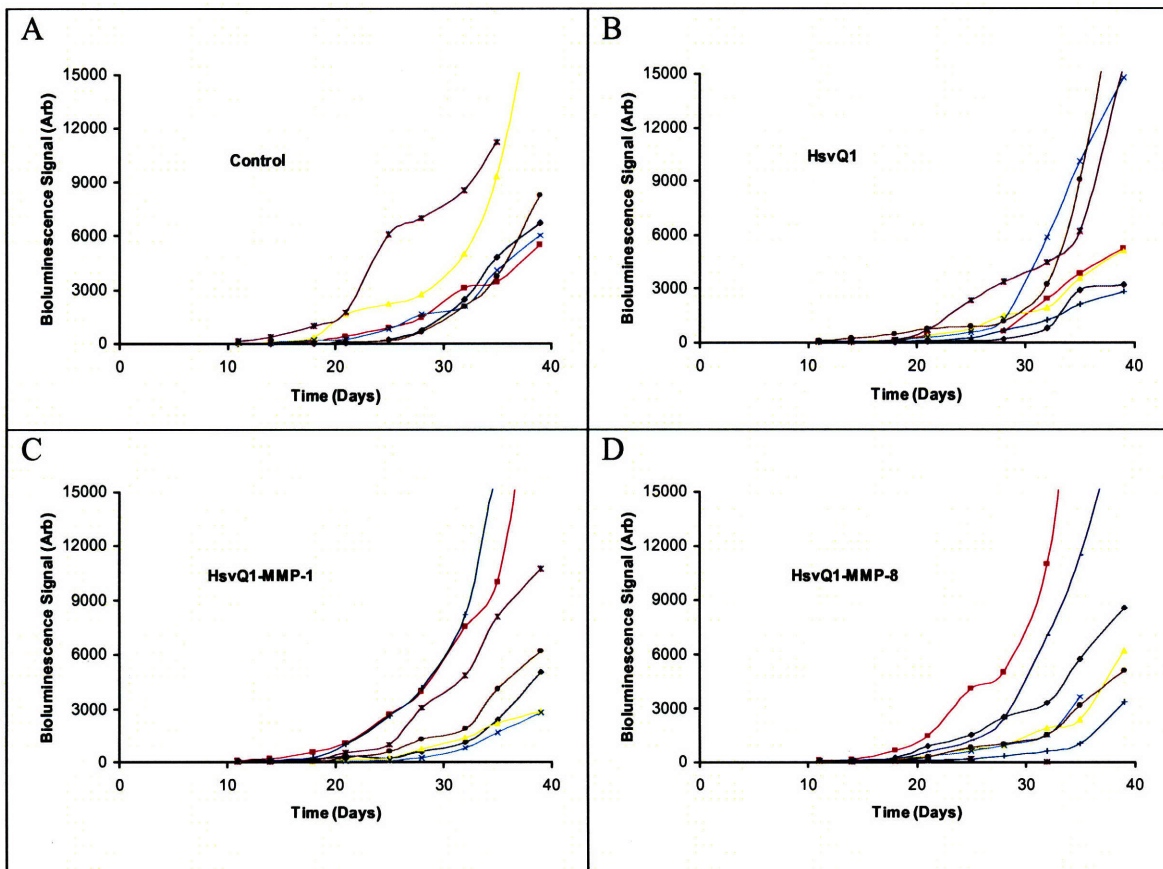 A
Bioluminescence Signal (Arb)
15000
12000
9000
6000
3000
0
Control
0 10 20 30 40
Time (Days)
B
Bioluminescence Signal (Arb)
15000
12000
9000
6000
3000
0
HsvQ1
0 10 20 30 40
Time (Days)
C
Bioluminescence Signal (Arb)
15000
12000
9000
6000
3000
0
HsvQ1-MMP-1
0 10 20 30 40
Time (Days)
D
Bioluminescence Signal (Arb)
15000
12000
9000
6000
3000
0
HsvQ1-MMP-8
0 10 20 30 40
Time (Days)